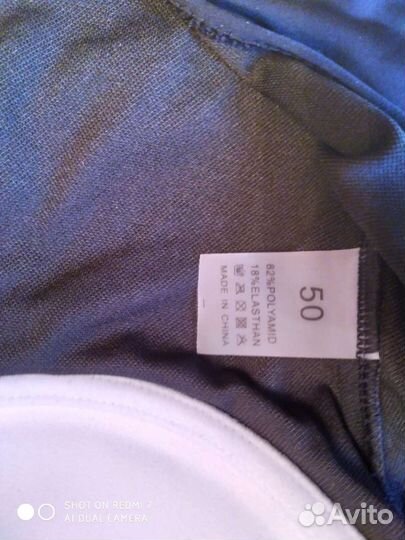 50
82%POLYAMID
18%ELASTHAN
MADE IN CHINA
SHOT ON REDMI 7
AI DUAL CAMERA
Avito